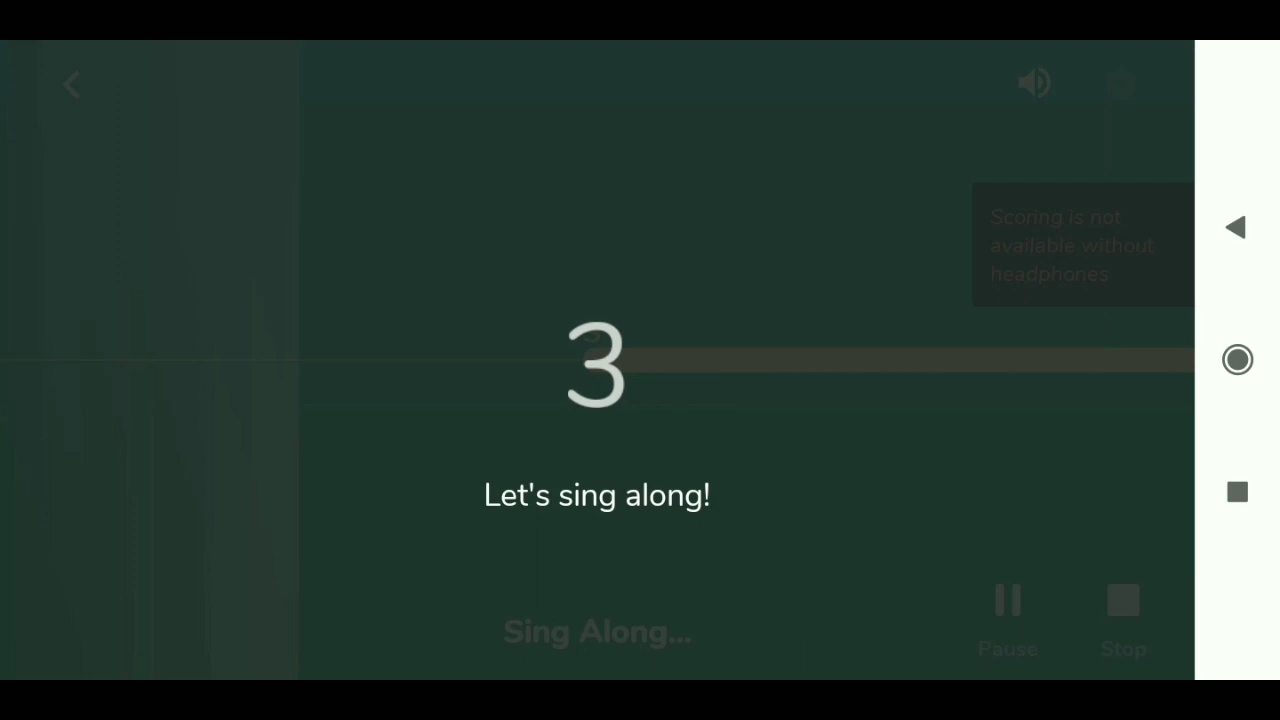 Scoring is not
available without
headphones
3
Let's sing along!
Sing Along...
Pause
Stop